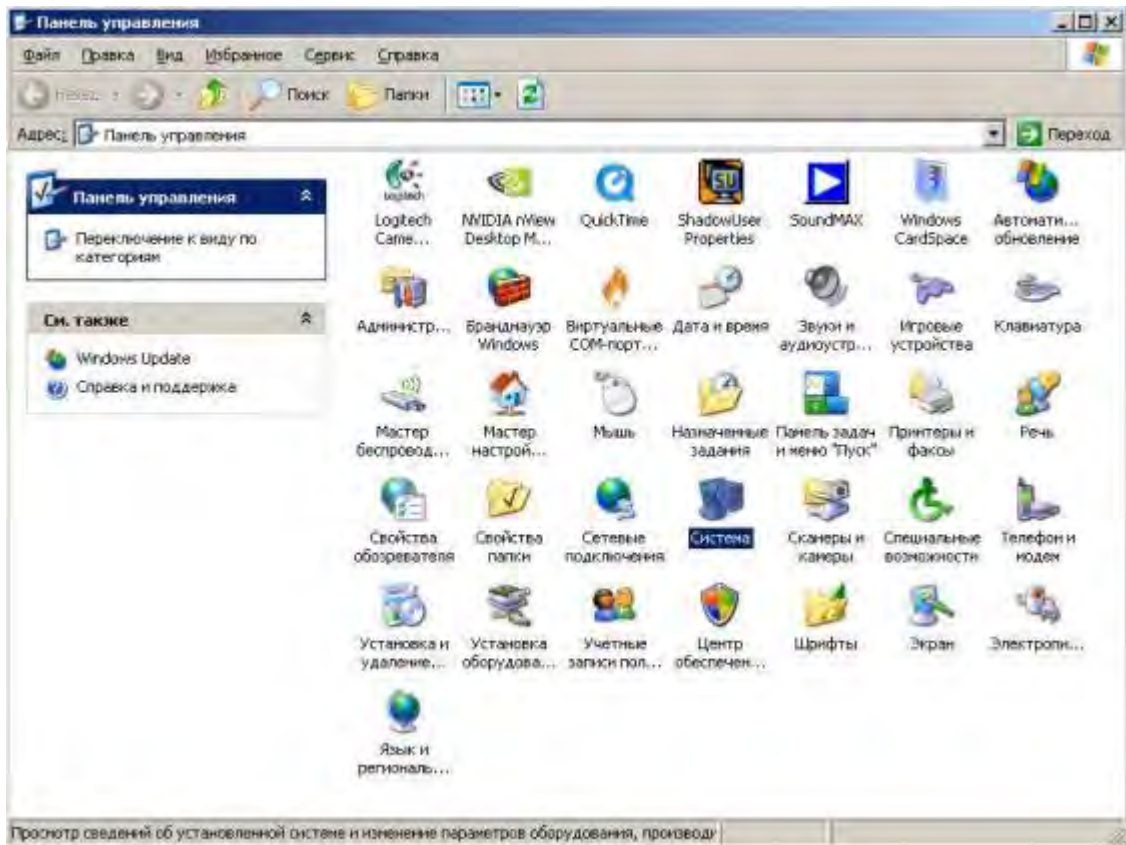 Панель управления
Файл Правка Вид Избранное Сервис Справка
Назад Поиск Папки
Адрес: Панель управления Переход
Панель управления
Переключение к виду по
категориям
См. также
Windows Update
Справка и поддержка
Logitech
Logitech
Came...
NVIDIA nView
Desktop M...
QuickTime
SU
ShadowUser
Properties
SoundMAX
Windows
CardSpace
Автомати...
обновление
Администр...
Брандмауэр
Windows
Виртуальные
COM-порт...
Дата и время
Звуки и
аудиоустр...
Игровые
устройства
Клавиатура
Мастер
беспровод...
Мастер
настрой...
Мышь
Назначенные
задания
Панель задач
и меню "Пуск"
Принтеры и
факсы
Речь
Свойства
обозревателя
Свойства
папки
Сетевые
подключения
Система
Сканеры и
камеры
Специальные
возможности
Телефон и
модем
Установка и
удаление...
Установка
оборудова...
Учетные
записи пол...
Центр
обеспечен...
Шрифты
Экран
Электропи...
Язык и
региональ...
Просмотр сведений об установленной системе и изменение параметров оборудования, производи